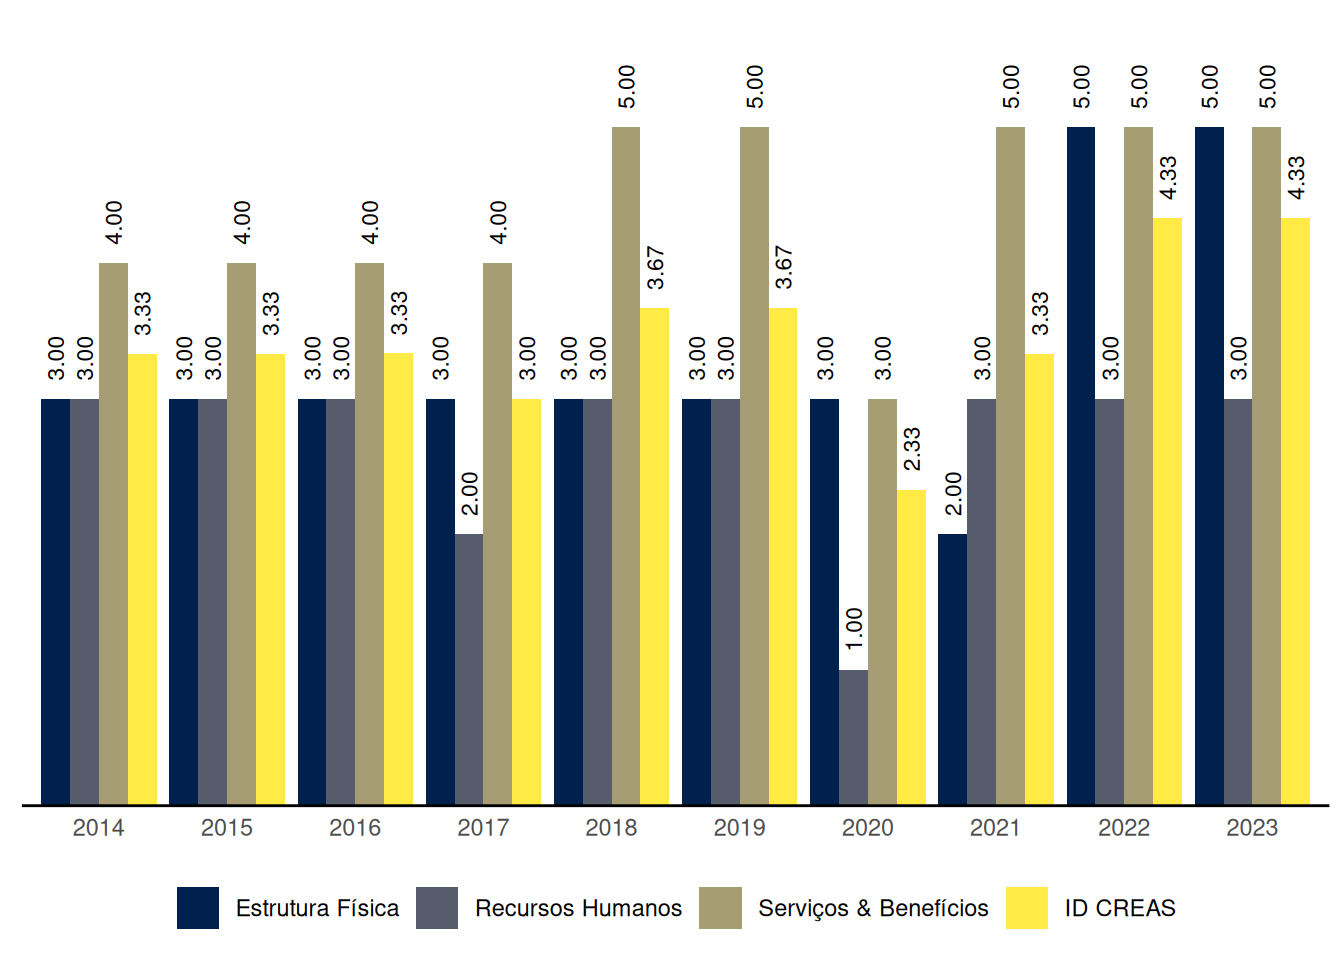 5.00 5.00 5.00 5.00 5.00 5.00 5.00
4.33 4.33
4.00 4.00 4.00 4.00
3.67 3.67
3.33 3.33 3.33 3.33
3.00 3.00 3.00 3.00 3.00 3.00 3.00 3.00 3.00 3.00 3.00 3.00 3.00 3.00 3.00 3.00 3.00
2.33
2.00 2.00
1.00
2014 2015 2016 2017 2018 2019 2020 2021 2022 2023
Estrutura Física Recursos Humanos Serviços & Benefícios ID CREAS